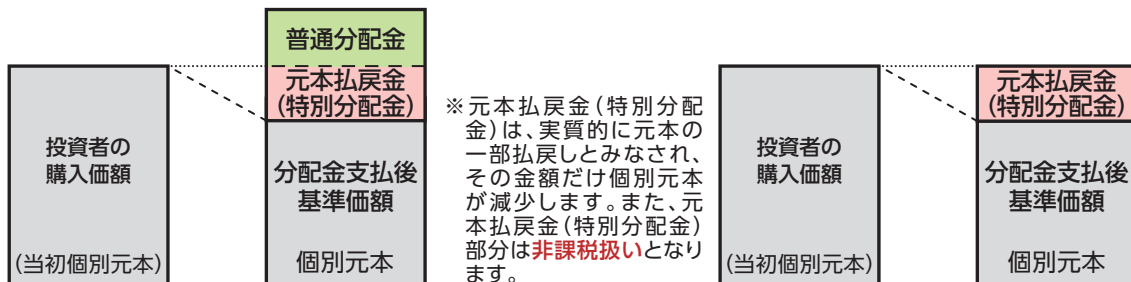 投資者の
購入価額
(当初個別元本)
普通分配金
元本払戻金
(特別分配金)
分配金支払後
基準価額
個別元本
※元本払戻金(特別分配
金)は、実質的に元本の
一部払戻しとみなされ、
その金額だけ個別元本
が減少します。また、元
本払戻金(特別分配金)
部分は非課税扱いとなり
ます。
投資者の
購入価額
(当初個別元本)
元本払戻金
(特別分配金)
分配金支払後
基準価額
個別元本